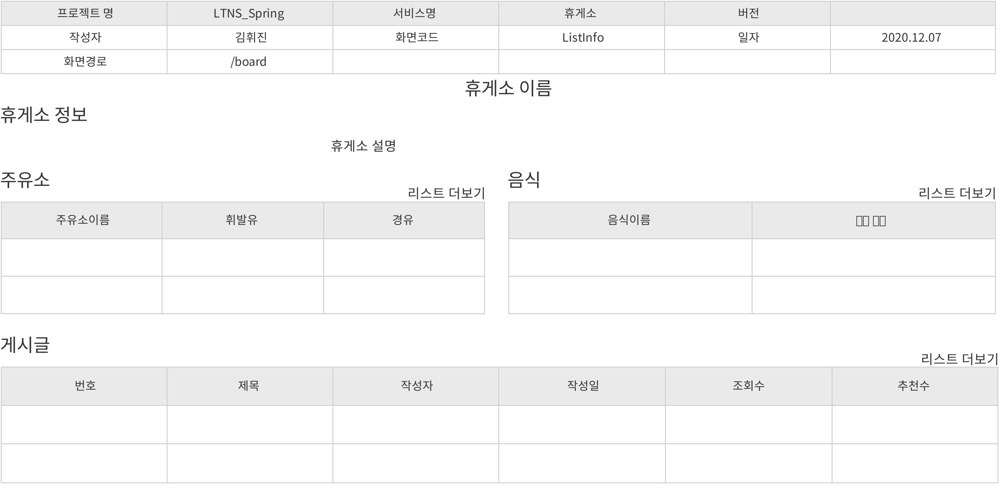 프로젝트 명 LTNS_Spring 서비스명 휴게소 버전
작성자 김휘진 화면코드 ListInfo 일자 2020.12.07
화면경로 /board
휴게소 이름
휴게소 정보
휴게소 설명
주유소
리스트 더보기
주유소이름 휘발유 경유
음식
리스트 더보기
음식이름
게시글
리스트 더보기
번호 제목 작성자 작성일 조회수 추천수